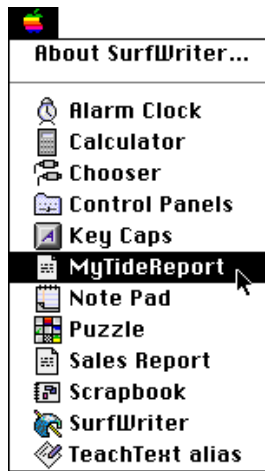 About SurfWriter...
Alarm Clock
Calculator
Chooser
Control Panels
Key Caps
MyTideReport
Note Pad
Puzzle
Sales Report
Scrapbook
SurfWriter
TeachText alias